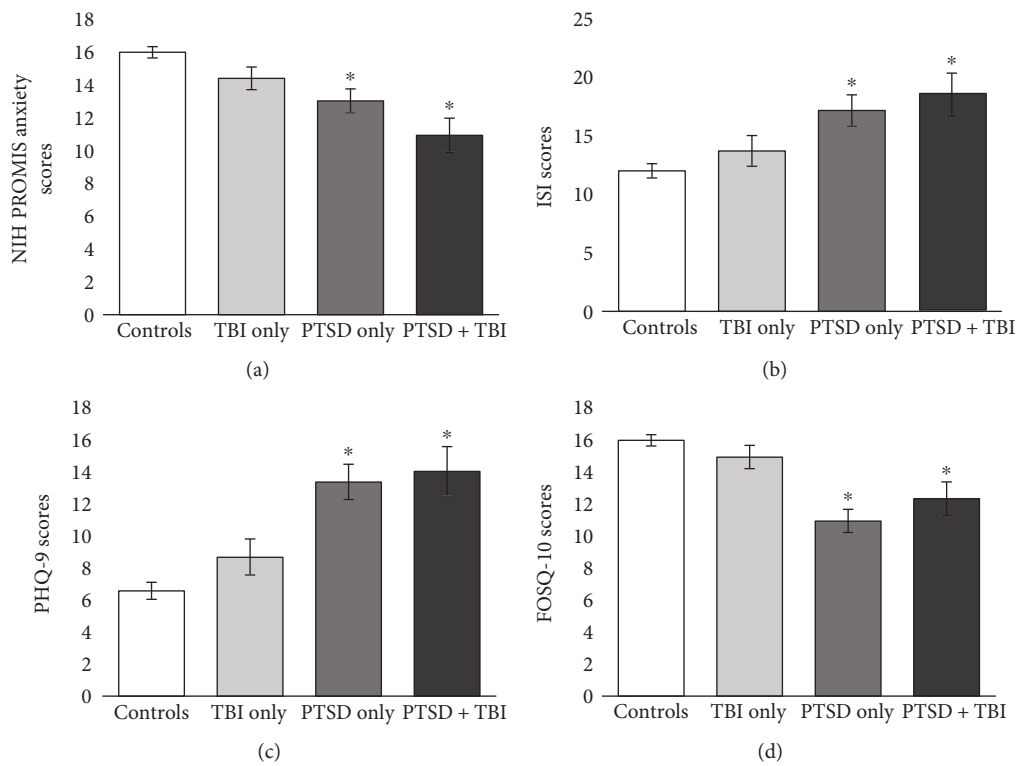 NIH PROMIS anxiety
scores
18
16
14
12
10
8
6
4
2
0
*
*
Controls
TBI only
PTSD only
PTSD + TBI
(a)
ISI scores
25
20
15
10
5
0
*
*
Controls
TBI only
PTSD only
PTSD + TBI
(b)
PHQ-9 scores
18
16
14
12
10
8
6
4
2
0
*
*
Controls
TBI only
PTSD only
PTSD + TBI
(c)
FOSQ-10 scores
18
16
14
12
10
8
6
4
2
0
*
*
Controls
TBI only
PTSD only
PTSD + TBI
(d)